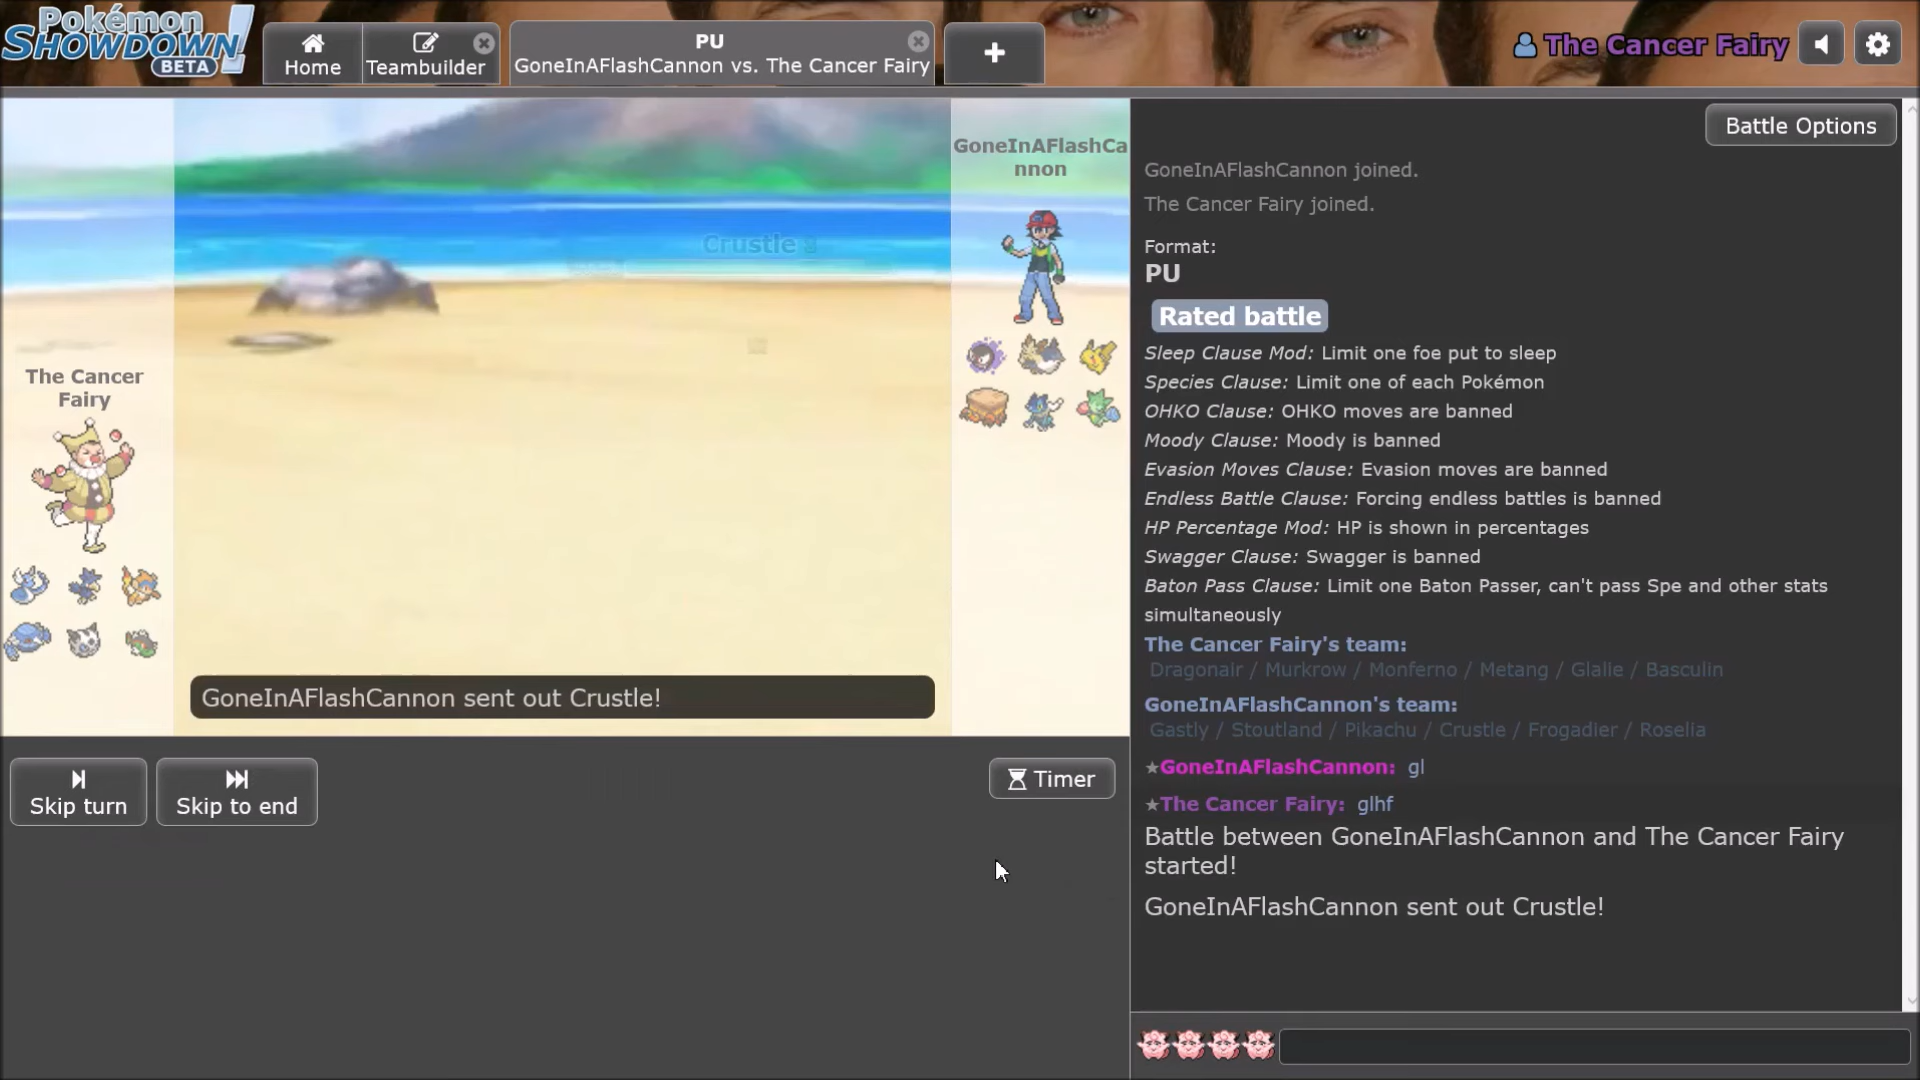 Pokémon
SHOWDOWN!
BETA
Home
Teambuilder
PU
GoneInAFlashCannon vs. The Cancer Fairy
The Cancer Fairy
Battle Options
GoneInAFlashCa
nnon
Crustle
The Cancer
Fairy
GoneInAFlashCannon sent out Crustle!
Skip turn
Skip to end
Timer
GoneInAFlashCannon joined.
The Cancer Fairy joined.
Format:
PU
Rated battle
Sleep Clause Mod: Limit one foe put to sleep
Species Clause: Limit one of each Pokémon
OHKO Clause: OHKO moves are banned
Moody Clause: Moody is banned
Evasion Moves Clause: Evasion moves are banned
Endless Battle Clause: Forcing endless battles is banned
HP Percentage Mod: HP is shown in percentages
Swagger Clause: Swagger is banned
Baton Pass Clause: Limit one Baton Passer, can't pass Spe and other stats
simultaneously
The Cancer Fairy's team:
Dragonair / Murkrow / Monferno / Metang / Glalie / Basculin
GoneInAFlashCannon's team:
Gastly / Stoutland / Pikachu / Crustle / Frogadier / Roselia
★GoneInAFlashCannon: gl
★The Cancer Fairy: glhf
Battle between GoneInAFlashCannon and The Cancer Fairy
started!
GoneInAFlashCannon sent out Crustle!